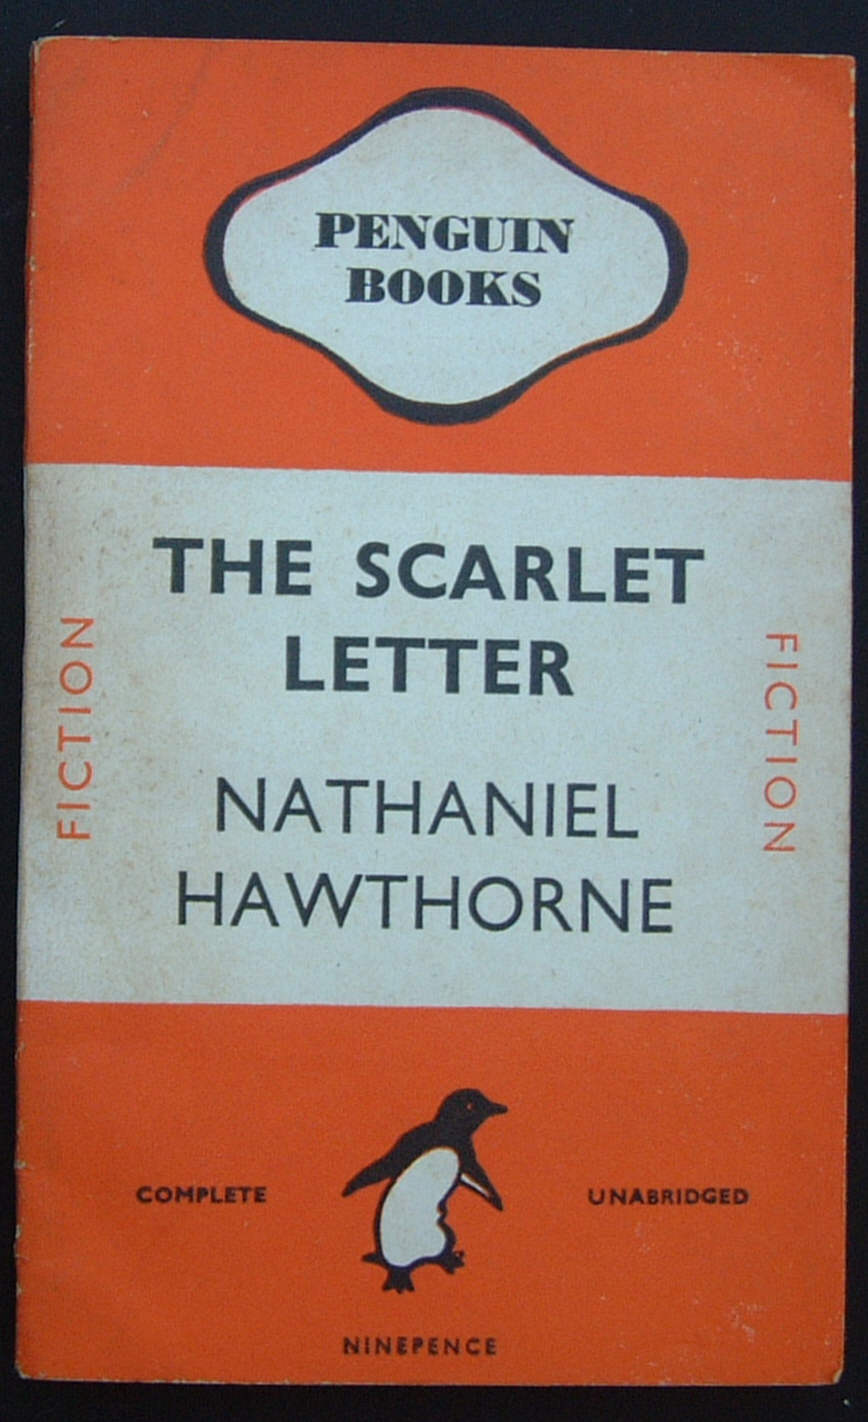 PENGUIN
BOOKS
THE SCARLET
LETTER
FICTION
FICTION
NATHANIEL
HAWTHORNE
COMPLETE
UNABRIDGED
NINEPENCE